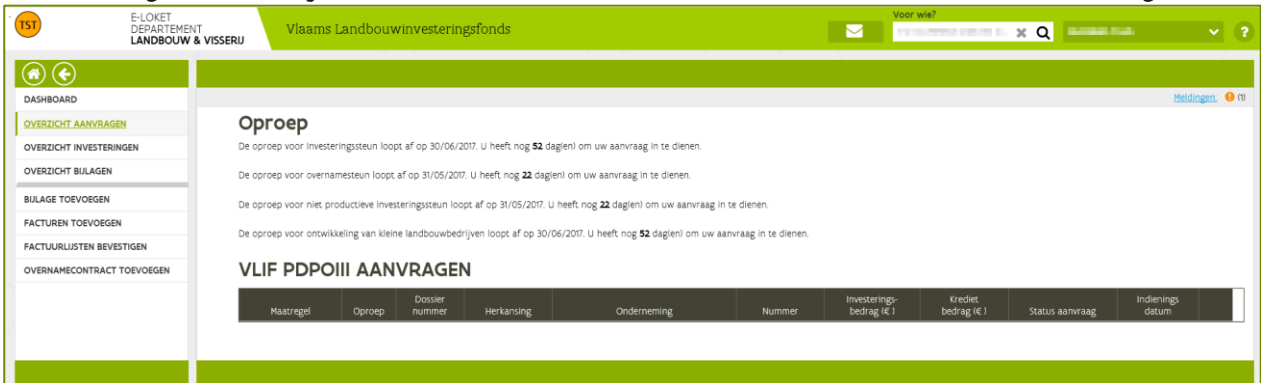 TST
E-LOKET
DEPARTEMENT
LANDBOUW & VISSERIJ
Vlaams Landbouwinvesteringsfonds
Voor wie?
?
DASHBOARD
OVERZICHT AANVRAGEN
OVERZICHT INVESTERINGEN
OVERZICHT BIJLAGEN
BIJLAGE TOEVOEGEN
FACTUREN TOEVOEGEN
FACTUURLIJSTEN BEVESTIGEN
OVERNAMECONTRACT TOEVOEGEN
Meldingen: (1)
Oproep
De oproep voor investeringssteun loopt af op 30/06/2017. U heeft nog 52 dag(en) om uw aanvraag in te dienen.
De oproep voor overnamesteun loopt af op 31/05/2017. U heeft nog 22 dag(en) om uw aanvraag in te dienen.
De oproep voor niet productieve investeringssteun loopt af op 31/05/2017. U heeft nog 22 dag(en) om uw aanvraag in te dienen.
De oproep voor ontwikkeling van kleine landbouwbedrijven loopt af op 30/06/2017. U heeft nog 52 dag(en) om uw aanvraag in te dienen.
VLIF PDPOIII AANVRAGEN
Maatregel Oproep Dossier nummer Herkansing Onderneming Nummer Investerings-bedrag (€ ) Krediet bedrag (€ ) Status aanvraag Indienings datum